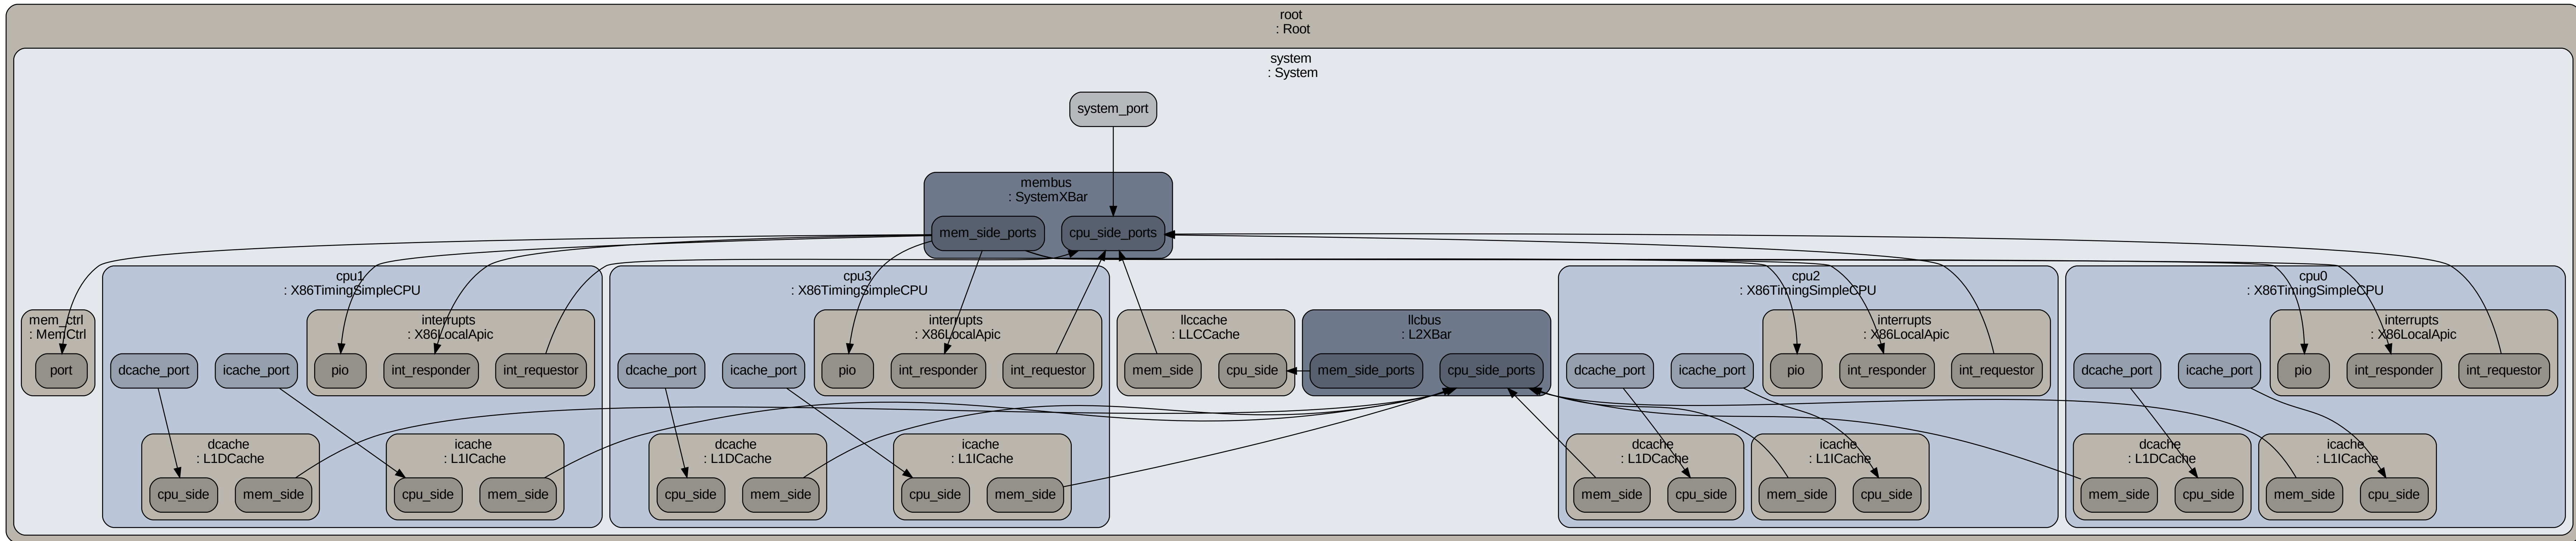 root
: Root
system
: System
system_port
membus
: SystemXBar
mem_side_ports
cpu_side_ports
mem_ctrl
: MemCtrl
port
cpu1
: X86TimingSimpleCPU
interrupts
: X86LocalApic
dcache_port
icache_port
pio
int_responder
int_requestor
dcache
: L1DCache
cpu_side
mem_side
icache
: L1ICache
cpu_side
mem_side
cpu3
: X86TimingSimpleCPU
interrupts
: X86LocalApic
dcache_port
icache_port
pio
int_responder
int_requestor
dcache
: L1DCache
cpu_side
mem_side
icache
: L1ICache
cpu_side
mem_side
llccache
: LLCCache
mem_side
cpu_side
llcbus
: L2XBar
mem_side_ports
cpu_side_ports
cpu2
: X86TimingSimpleCPU
interrupts
: X86LocalApic
dcache_port
icache_port
pio
int_responder
int_requestor
dcache
: L1DCache
mem_side
cpu_side
icache
: L1ICache
mem_side
cpu_side
cpu0
: X86TimingSimpleCPU
interrupts
: X86LocalApic
dcache_port
icache_port
pio
int_responder
int_requestor
dcache
: L1DCache
mem_side
cpu_side
icache
: L1ICache
mem_side
cpu_side